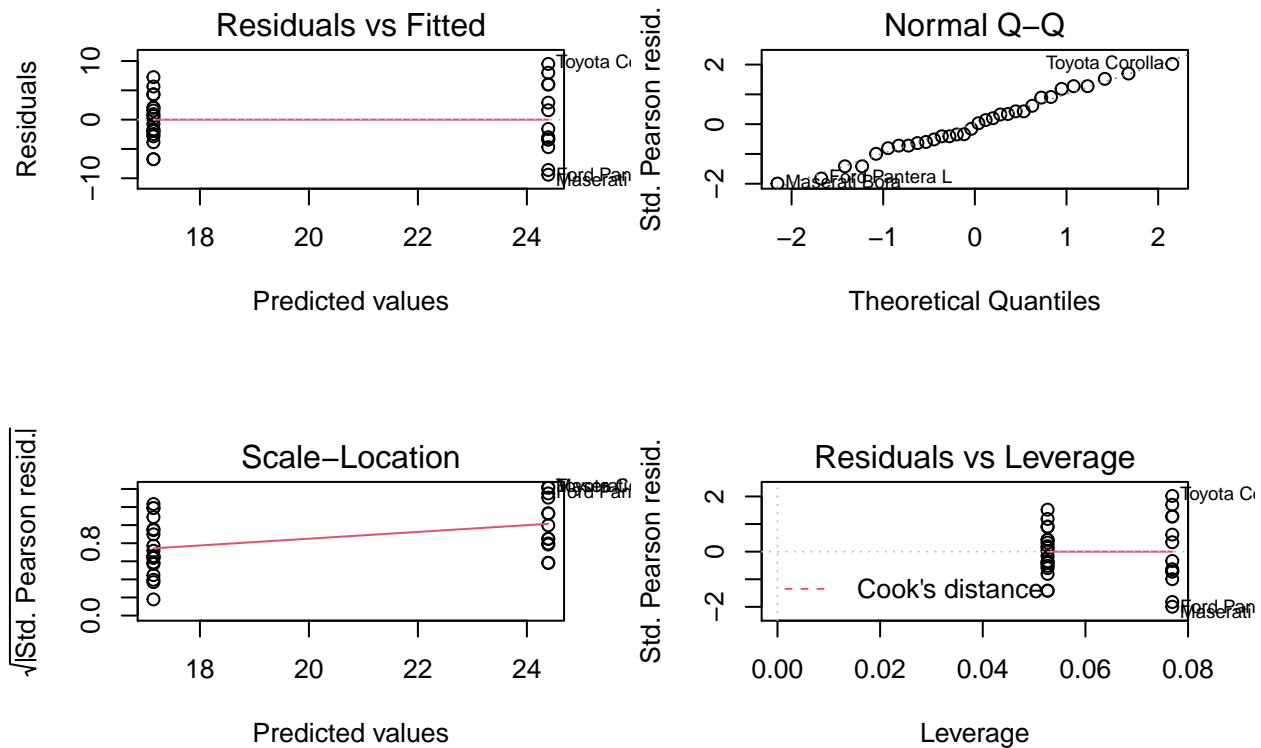 Residuals vs Fitted
Residuals
10
0
−10
Toyota C
Ford Pan
Maserati
18 20 22 24
Predicted values
Normal Q−Q
Std. Pearson resid.
2
0
−2
Toyota Corolla
Ford Pantera L
Maserati Bora
−2 −1 0 1 2
Theoretical Quantiles
Scale−Location
√|Std. Pearson resid.|
0.8
0.0
Ford Pan
18 20 22 24
Predicted values
Residuals vs Leverage
Std. Pearson resid.
2
0
−2
Toyota C
Cook's distance
Ford Pan
Maserati
0.00 0.02 0.04 0.06 0.08
Leverage